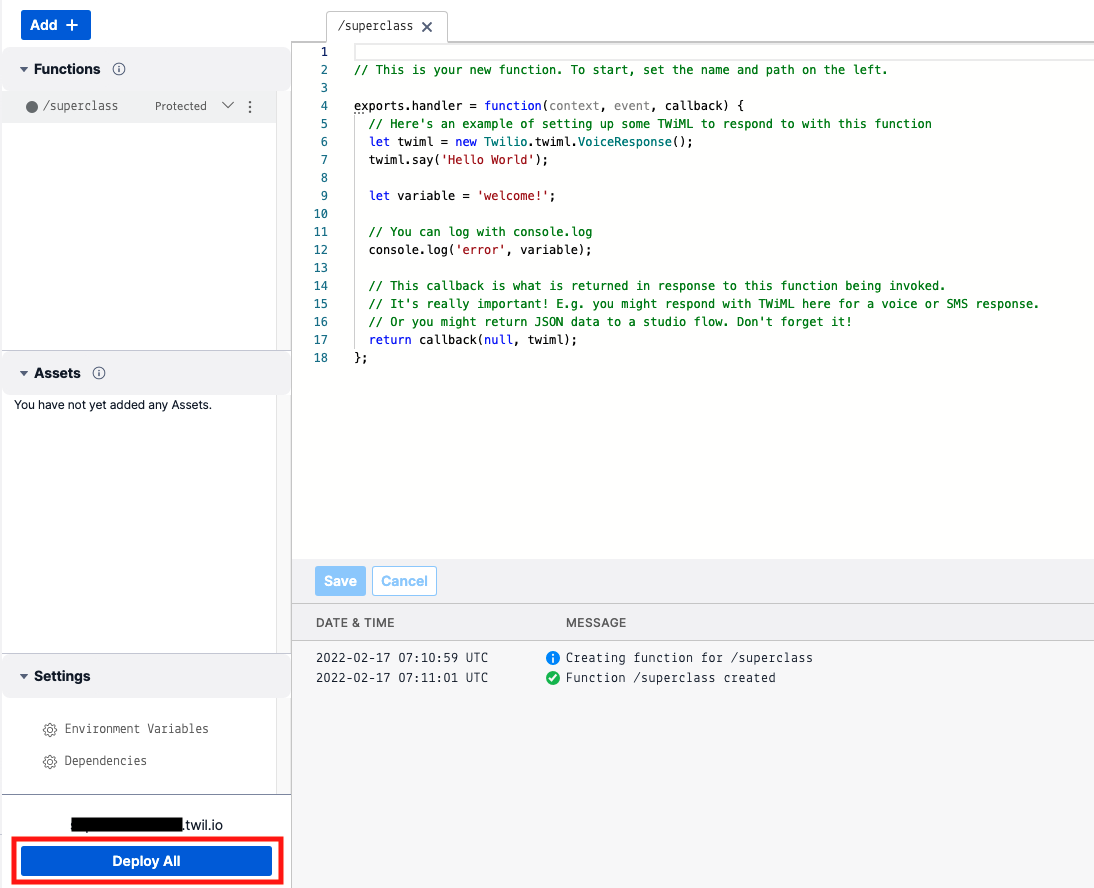 Add +
Functions
/superclass Protected
Assets
You have not yet added any Assets.
Settings
Environment Variables
Dependencies
.twil.io
Deploy All
/superclass
1
2 // This is your new function. To start, set the name and path on the left.
3
4 exports.handler = function(context, event, callback) {
5 // Here's an example of setting up some TWiML to respond to with this function
6 let twiml = new Twilio.twiml.VoiceResponse();
7 twiml.say('Hello World');
8
9 let variable = 'welcome!';
10
11 // You can log with console.log
12 console.log('error', variable);
13
14 // This callback is what is returned in response to this function being invoked.
15 // It's really important! E.g. you might respond with TWiML here for a voice or SMS response.
16 // Or you might return JSON data to a studio flow. Don't forget it!
17 return callback(null, twiml);
18 };
Save Cancel
DATE & TIME MESSAGE
2022-02-17 07:10:59 UTC Creating function for /superclass
2022-02-17 07:11:01 UTC Function /superclass created